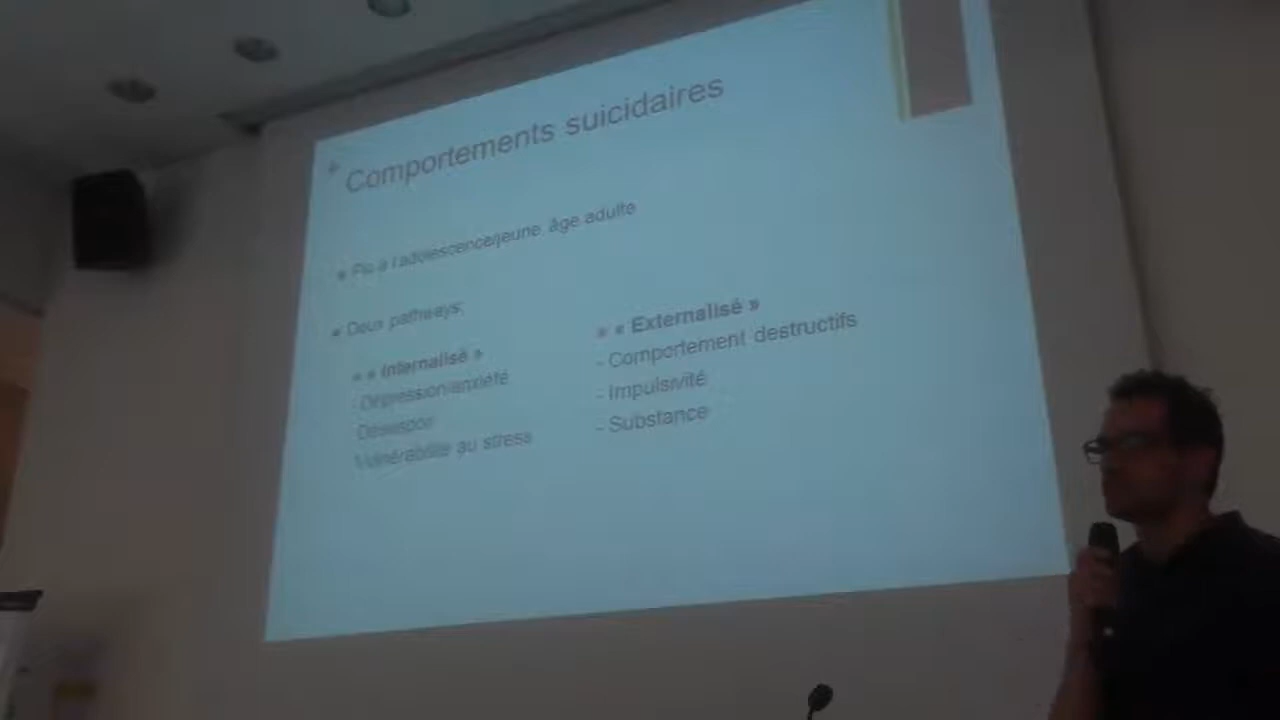 Comportements suicidaires
Pic à l'adolescence/jeune âge adulte
Deux pathways:
« Internalisé »
- Dépression/anxiété
- Désespoir
- Vulnérabilité au stress
« Externalisé »
- Comportement destructifs
- Impulsivité
- Substance